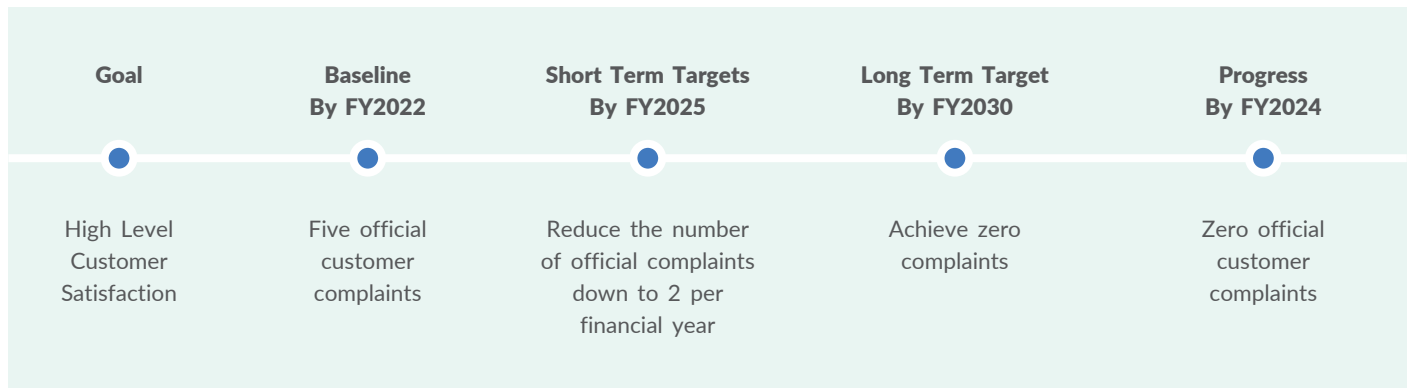 Goal
High Level
Customer
Satisfaction
Baseline
By FY2022
Five official
customer
complaints
Short Term Targets
By FY2025
Reduce the number
of official complaints
down to 2 per
financial year
Long Term Target
By FY2030
Achieve zero
complaints
Progress
By FY2024
Zero official
customer
complaints